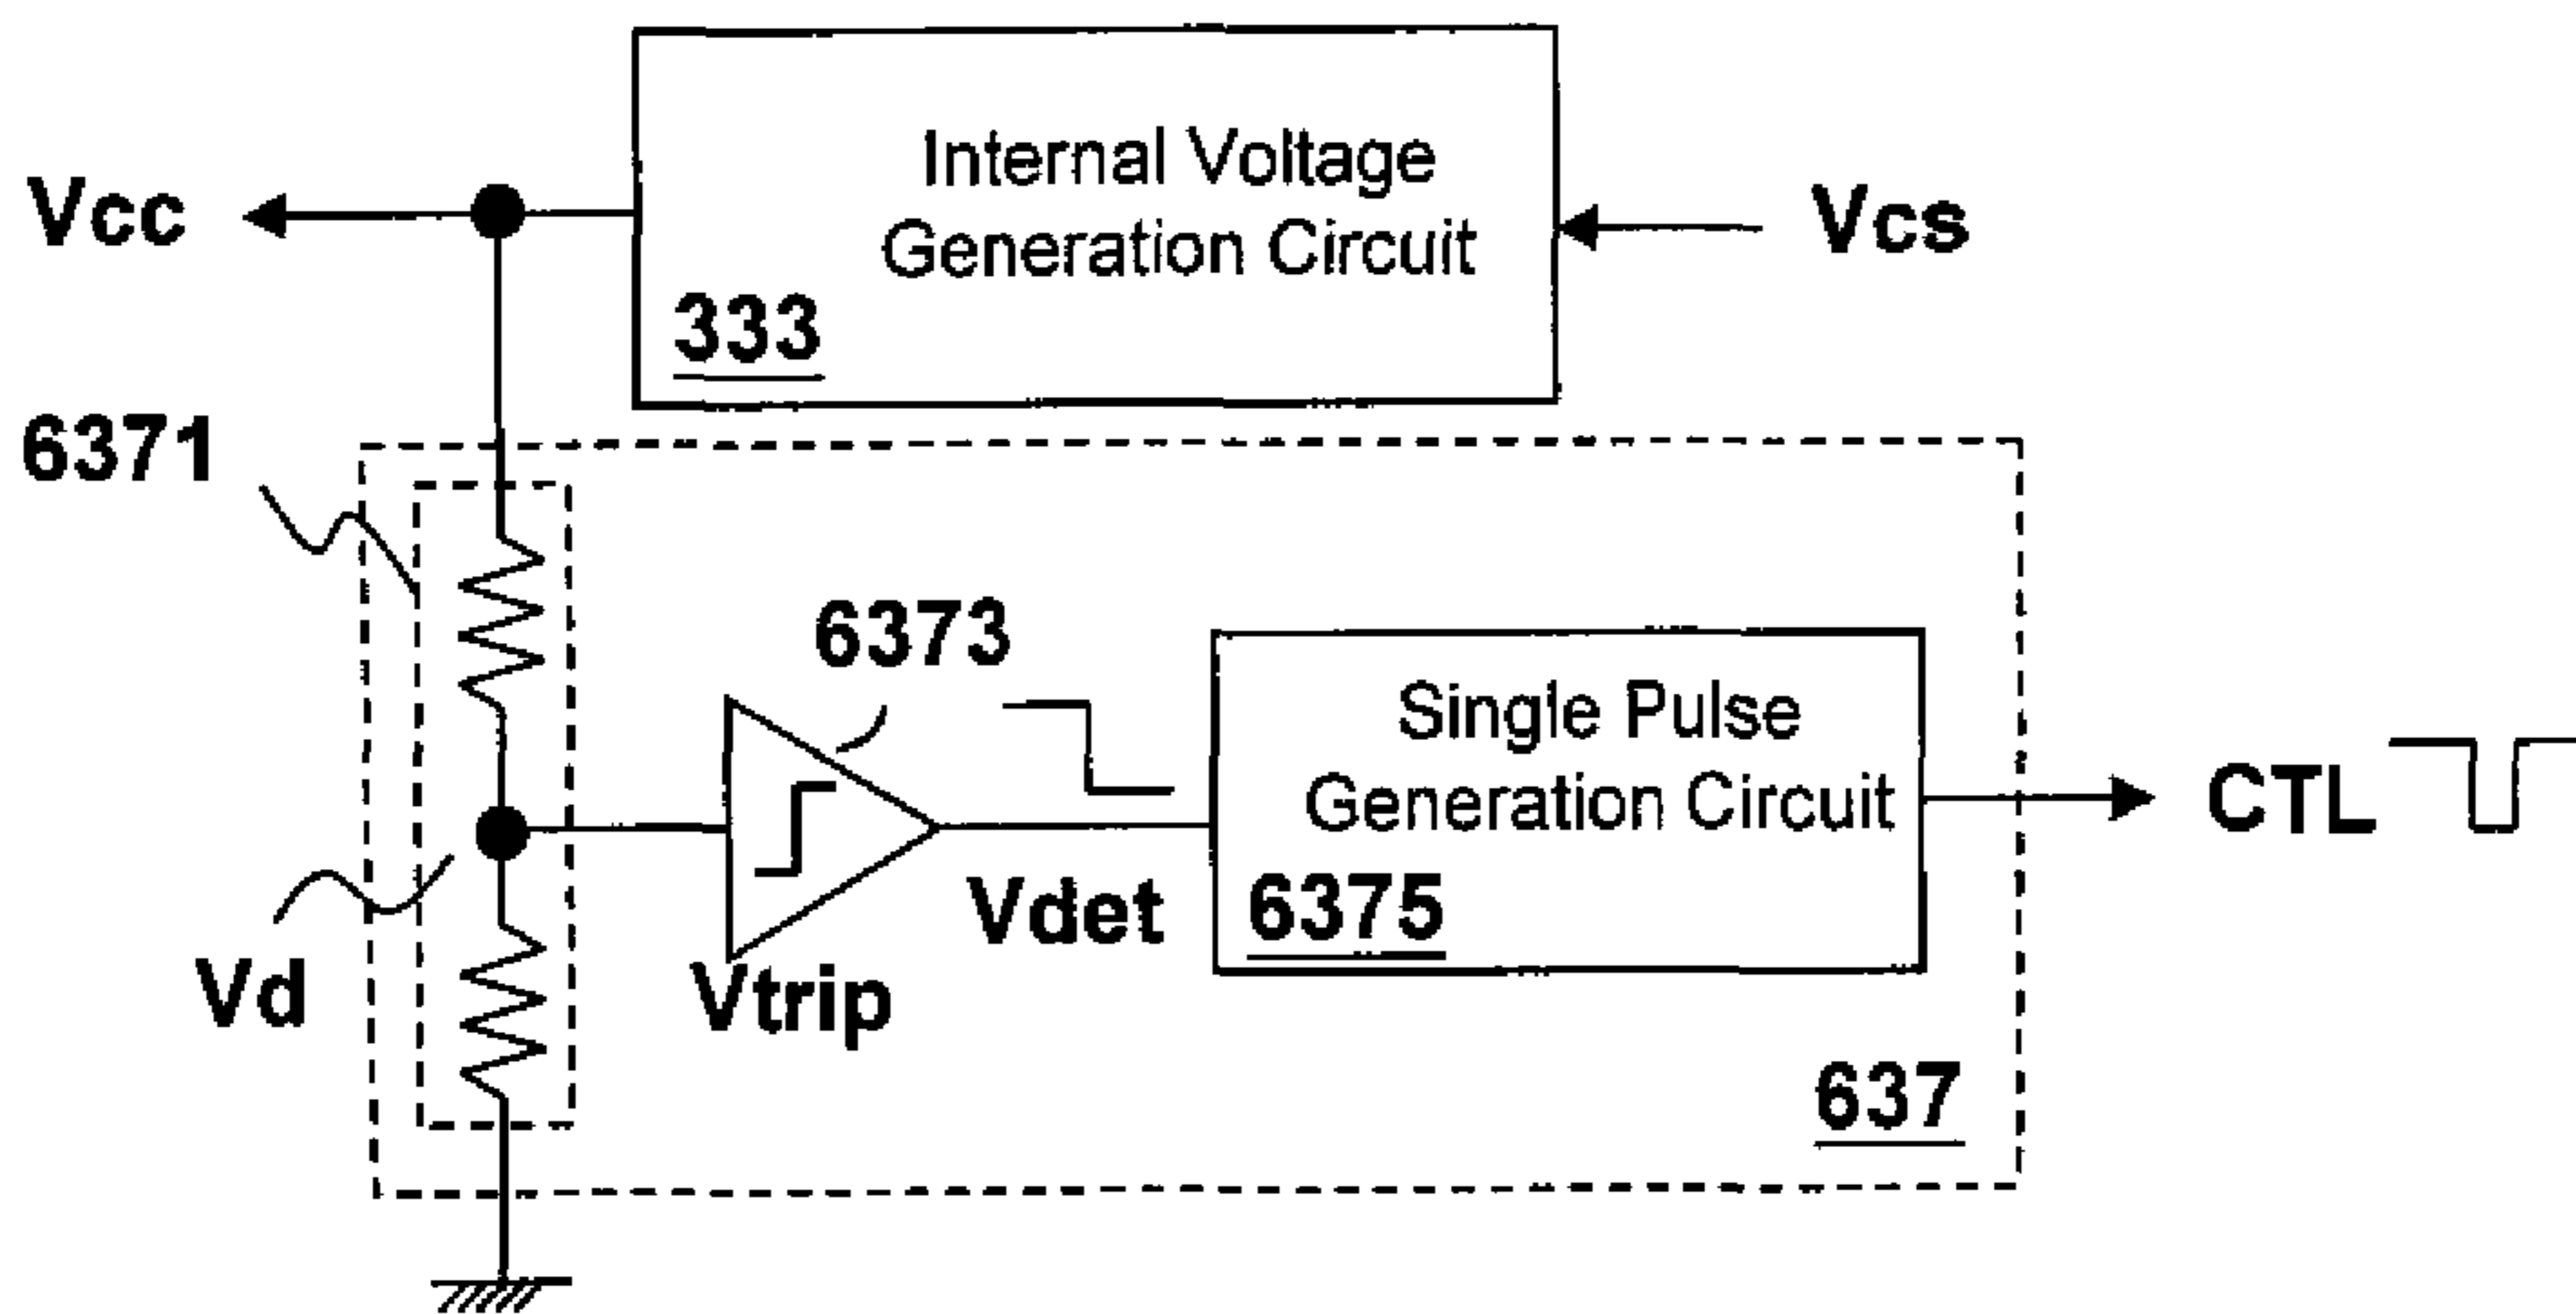 Internal Voltage
Generation Circuit
333
Vcc
Vcs
6371
6373
Single Pulse
Generation Circuit
6375
CTL
Vdet
Vd
Vtrip
637